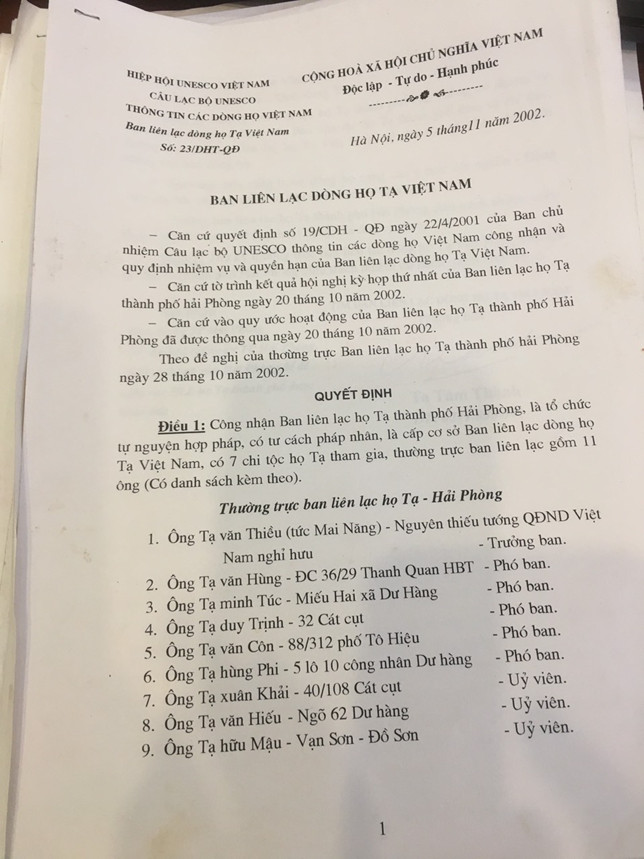 HIỆP HỘI UNESCO VIỆT NAM
CÂU LẠC BỘ UNESCO
THÔNG TIN CÁC DÒNG HỌ VIỆT NAM
Ban liên lạc dòng họ Tạ Việt Nam
Số: 23/DHT-QĐ
CỘNG HOÀ XÃ HỘI CHỦ NGHĨA VIỆT NAM
Độc lập - Tự do - Hạnh phúc
Hà Nội, ngày 5 tháng11 năm 2002.
BAN LIÊN LẠC DÒNG HỌ TẠ VIỆT NAM
– Căn cứ quyết định số 19/CDH - QĐ ngày 22/4/2001 của Ban chủ
nhiệm Câu lạc bộ UNESCO thông tin các dòng họ Việt Nam công nhận và
quy định nhiệm vụ và quyền hạn của Ban liên lạc dòng họ Tạ Việt Nam.
– Căn cứ tờ trình kết quả hội nghị kỳ họp thứ nhất của Ban liên lạc họ Tạ
thành phố hải Phòng ngày 20 tháng 10 năm 2002.
– Căn cứ vào quy ước hoạt động của Ban liên lạc họ Tạ thành phố Hải
Phòng đã được thông qua ngày 20 tháng 10 năm 2002.
Theo đề nghị của thường trực Ban liên lạc họ Tạ thành phố hải Phòng
ngày 28 tháng 10 năm 2002.
QUYẾT ĐỊNH
Điều 1: Công nhận Ban liên lạc họ Tạ thành phố Hải Phòng, là tổ chức
tự nguyện hợp pháp, có tư cách pháp nhân, là cấp cơ sở Ban liên lạc dòng họ
Tạ Việt Nam, có 7 chi tộc họ Tạ tham gia, thường trực ban liên lạc gồm 11
ông (Có danh sách kèm theo).
Thường trực ban liên lạc họ Tạ - Hải Phòng
1. Ông Tạ văn Thiều (tức Mai Năng) - Nguyên thiếu tướng QĐND Việt
Nam nghỉ hưu - Trưởng ban.
2. Ông Tạ văn Hùng - ĐC 36/29 Thanh Quan HBT - Phó ban.
3. Ông Tạ minh Túc - Miếu Hai xã Dư Hàng - Phó ban.
4. Ông Tạ duy Trịnh - 32 Cát cụt - Phó ban.
5. Ông Tạ văn Côn - 88/312 phố Tô Hiệu - Phó ban.
6. Ông Tạ hùng Phi - 5 lô 10 công nhân Dư hàng - Phó ban.
7. Ông Tạ xuân Khải - 40/108 Cát cụt - Uỷ viên.
8. Ông Tạ văn Hiếu - Ngõ 62 Dư hàng - Uỷ viên.
9. Ông Tạ hữu Mậu - Vạn Sơn - Đồ Sơn - Uỷ viên.
1